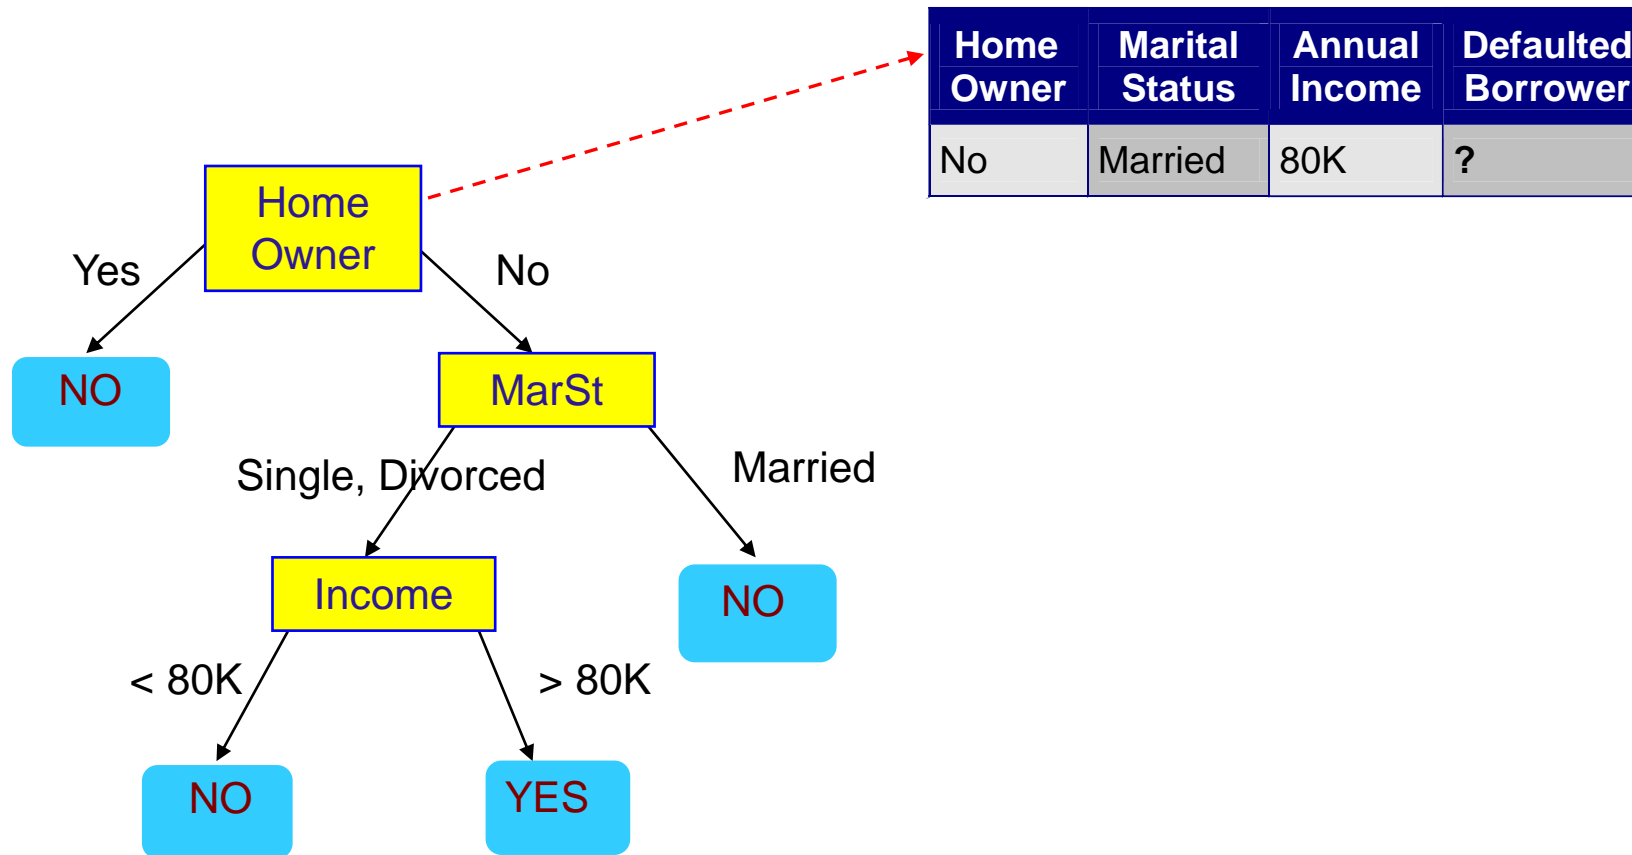 Home Owner
Marital Status
Annual Income
Defaulted Borrower
No Married 80K ?
Home
Owner
Yes
No
NO
MarSt
Single, Divorced
Married
Income
NO
< 80K
> 80K
NO
YES